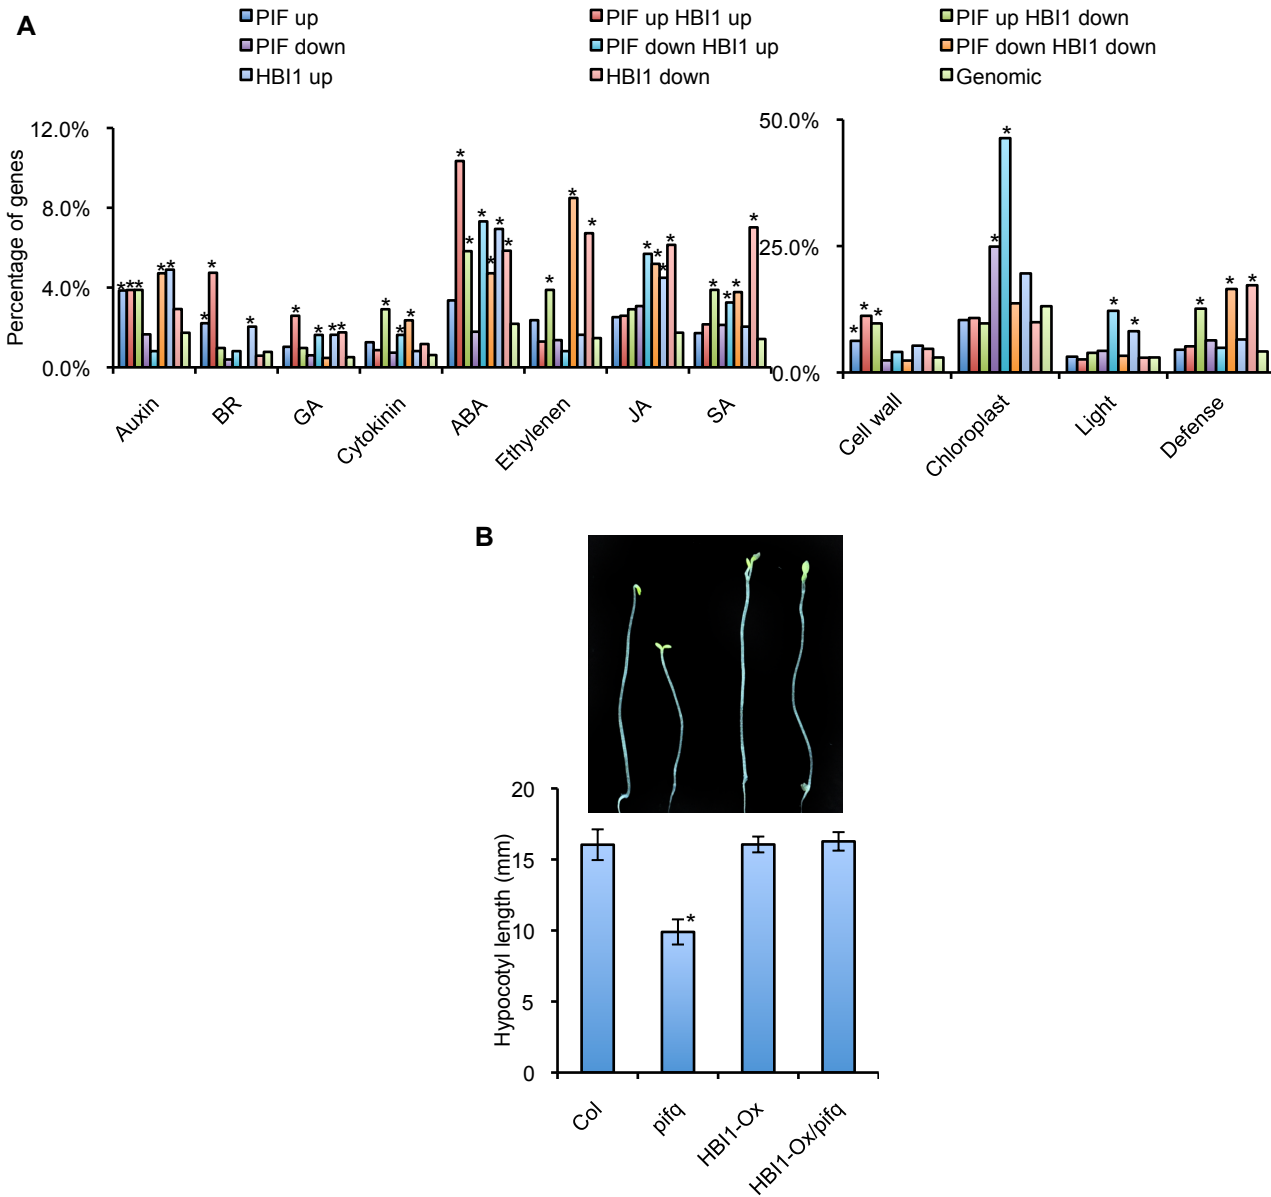 A
PIF up
PIF up HBI1 up
PIF up HBI1 down
PIF down
PIF down HBI1 up
PIF down HBI1 down
HBI1 up
HBI1 down
Genomic
Percentage of genes
12.0%
8.0%
4.0%
0.0%
Auxin
BR
GA
Cytokinin
ABA
Ethylenen
JA
SA
50.0%
25.0%
0.0%
Cell wall
Chloroplast
Light
Defense
B
Hypocotyl length (mm)
20
15
10
5
0
Col
pifq
HBI1-Ox
HBI1-Ox/pifq